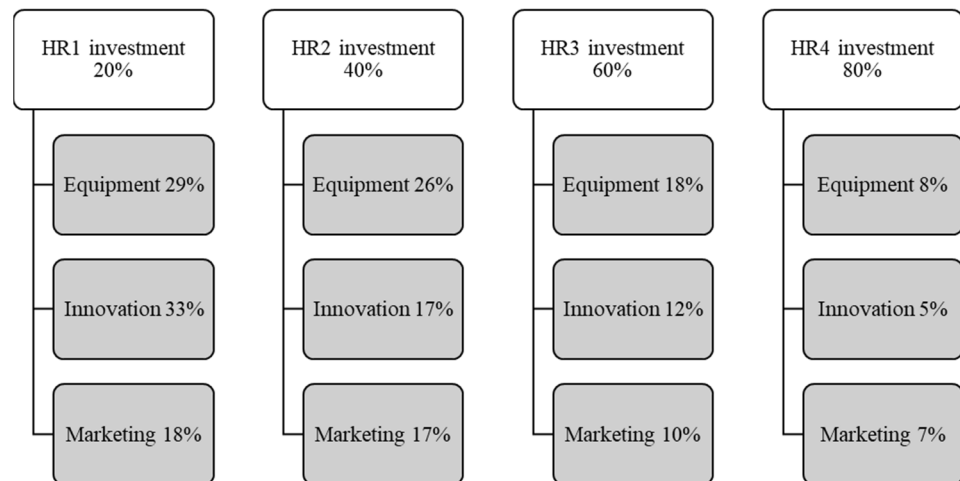 HR1 investment
20%
Equipment 29%
Innovation 33%
Marketing 18%
HR2 investment
40%
Equipment 26%
Innovation 17%
Marketing 17%
HR3 investment
60%
Equipment 18%
Innovation 12%
Marketing 10%
HR4 investment
80%
Equipment 8%
Innovation 5%
Marketing 7%